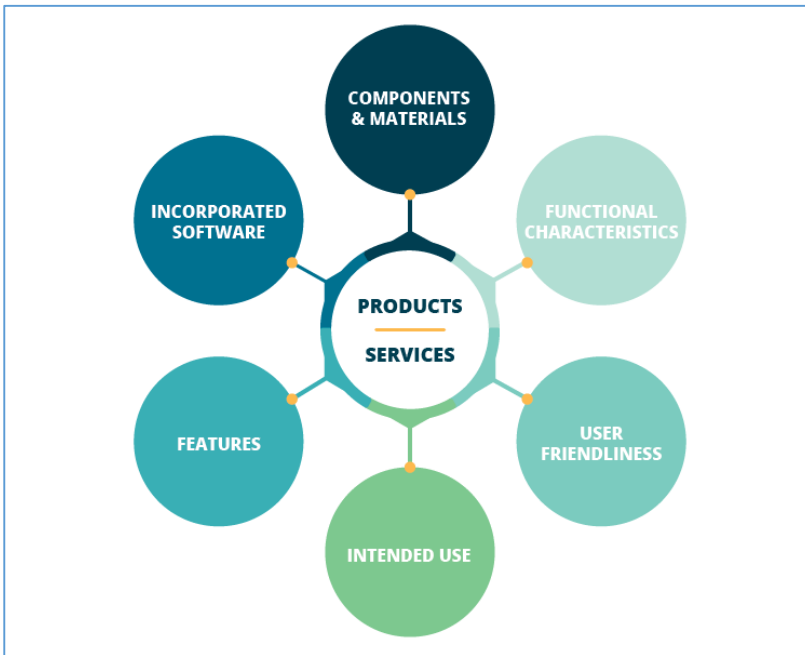 COMPONENTS
& MATERIALS
INCORPORATED
SOFTWARE
FUNCTIONAL
CHARACTERISTICS
PRODUCTS
SERVICES
FEATURES
USER
FRIENDLINESS
INTENDED USE